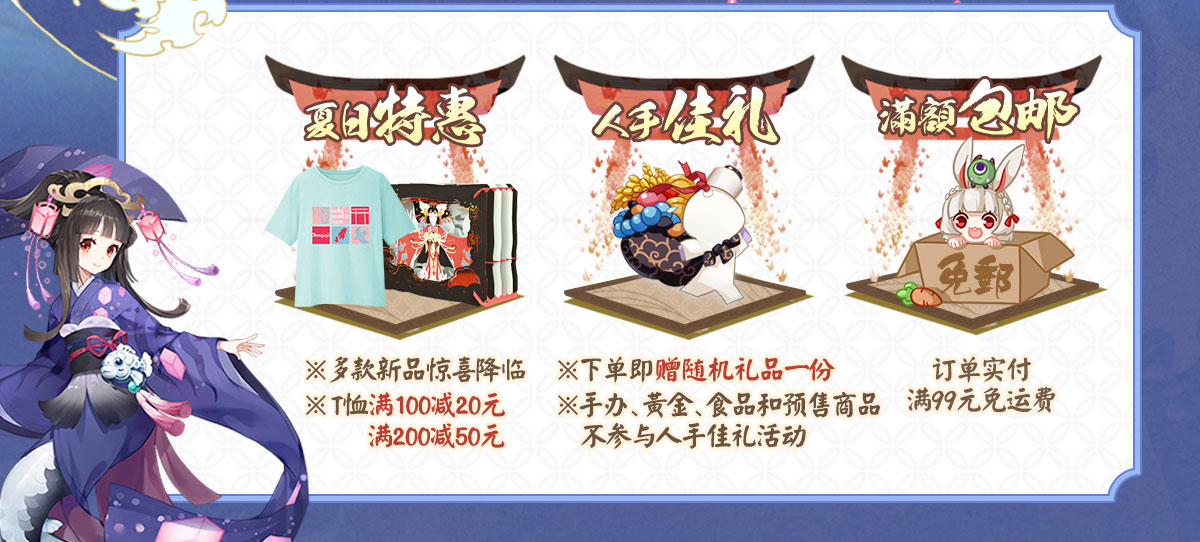 夏日特惠
人手佳礼
满額包邮
免郵
※多款新品惊喜降临
※T恤满100减20元
满200减50元
※下单即赠随机礼品一份
※手办、黄金、食品和预售商品
不参与人手佳礼活动
订单实付
满99元免运费